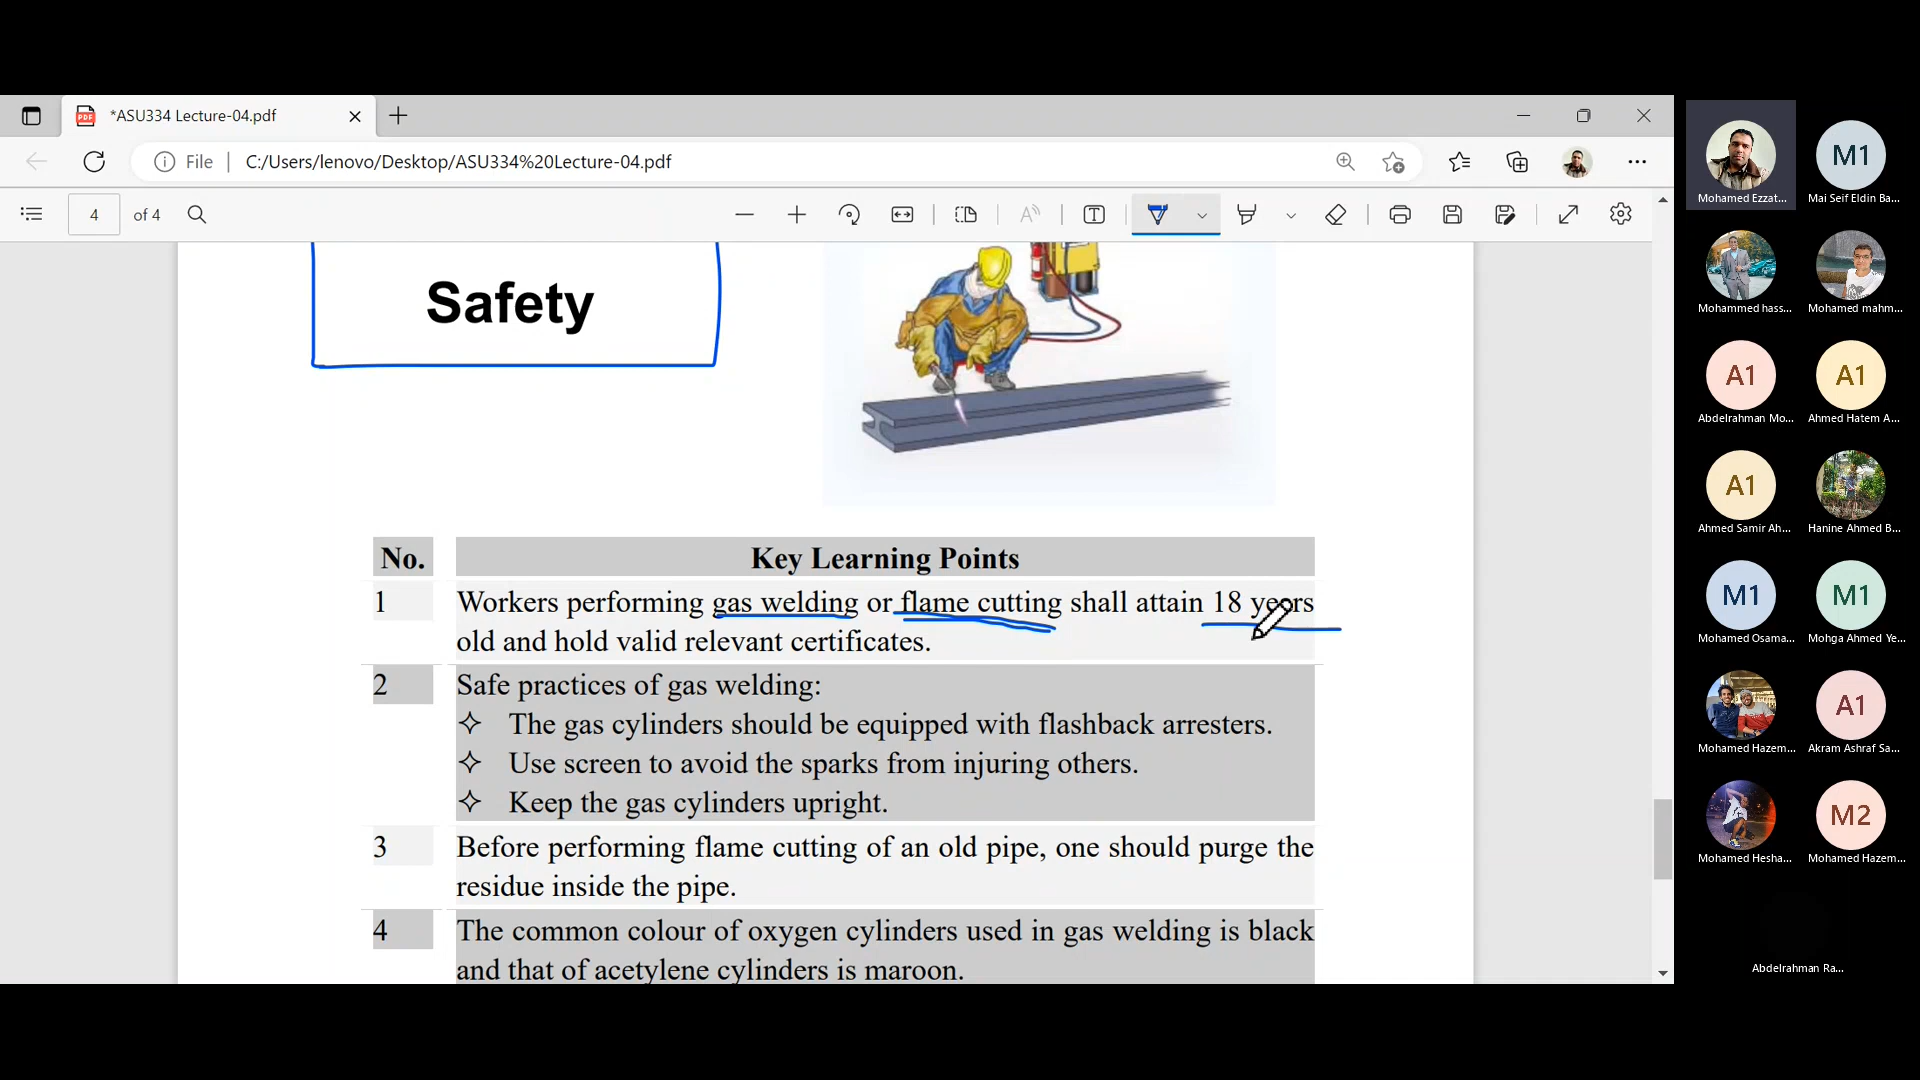 *ASU334 Lecture-04.pdf
File
C:/Users/lenovo/Desktop/ASU334%20Lecture-04.pdf
4 of 4
Safety
No. Key Learning Points
1 Workers performing gas welding or flame cutting shall attain 18 years
old and hold valid relevant certificates.
2 Safe practices of gas welding:
✧ The gas cylinders should be equipped with flashback arresters.
✧ Use screen to avoid the sparks from injuring others.
✧ Keep the gas cylinders upright.
3 Before performing flame cutting of an old pipe, one should purge the
residue inside the pipe.
4 The common colour of oxygen cylinders used in gas welding is black
and that of acetylene cylinders is maroon.
M1
Mohamed Ezzat... Mai Seif Eldin Ba...
Mohammed hass... Mohamed mahm...
A1 A1
Abdelrahman Mo... Ahmed Hatem A...
A1
Ahmed Samir Ah... Hanine Ahmed B...
M1 M1
Mohamed Osama... Mohga Ahmed Ye...
A1
Mohamed Hazem... Akram Ashraf Sa...
M2
Mohamed Hesha... Mohamed Hazem...
Abdelrahman Ra...